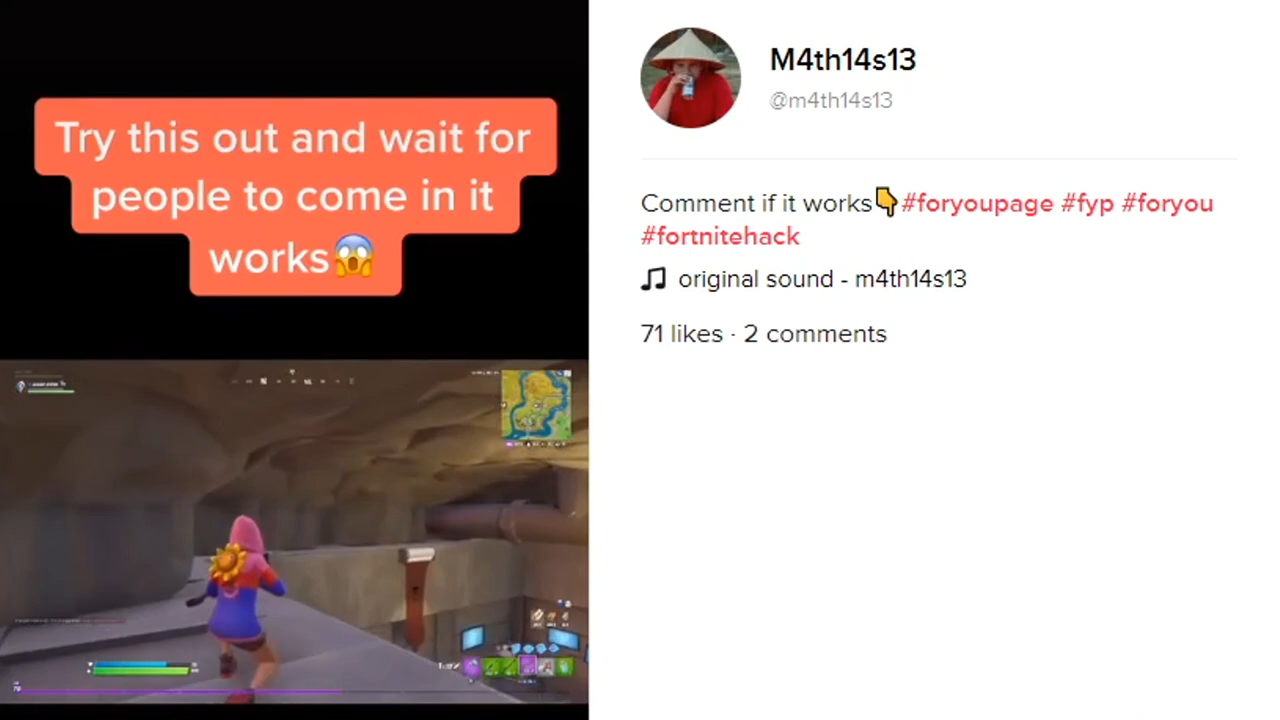 Try this out and wait for
people to come in it
works😱
M4th14s13
@m4th14s13
Comment if it works👇#foryoupage #fyp #foryou
#fortnitehack
original sound - m4th14s13
71 likes · 2 comments